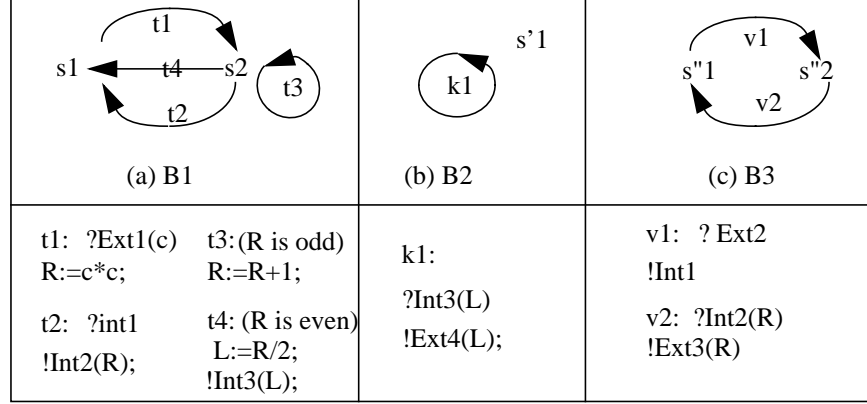 t1
s1
t4
s2
t3
t2
(a) B1
s’1
k1
(b) B2
v1
s"1
s"2
v2
(c) B3
t1: ?Ext1(c)
R:=c*c;
t2: ?int1
!Int2(R);
t3: (R is odd)
R:=R+1;
t4: (R is even)
L:=R/2;
!Int3(L);
k1:
?Int3(L)
!Ext4(L);
v1: ? Ext2
!Int1
v2: ?Int2(R)
!Ext3(R)